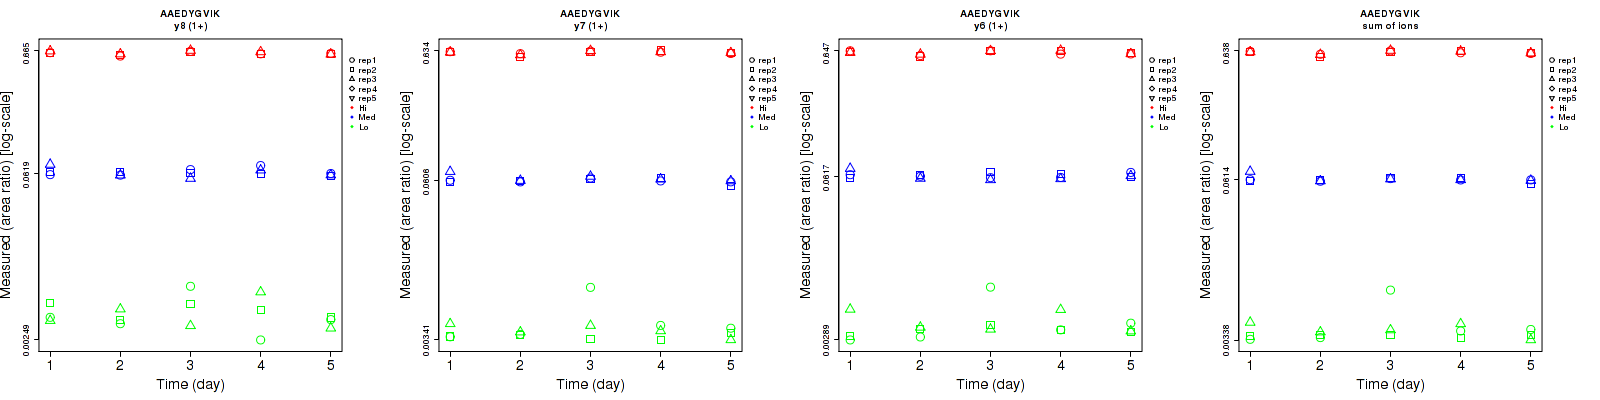 AAEDYGVIK
y8 (1+)
Measured (area ratio) [log-scale]
0.665
0.0619
0.00249
1 2 3 4 5
Time (day)
rep1
rep2
rep3
rep4
rep5
Hi
Med
Lo
AAEDYGVIK
y7 (1+)
Measured (area ratio) [log-scale]
0.634
0.0606
0.00341
1 2 3 4 5
Time (day)
rep1
rep2
rep3
rep4
rep5
Hi
Med
Lo
AAEDYGVIK
y6 (1+)
Measured (area ratio) [log-scale]
0.647
0.0617
0.00289
1 2 3 4 5
Time (day)
rep1
rep2
rep3
rep4
rep5
Hi
Med
Lo
AAEDYGVIK
sum of ions
Measured (area ratio) [log-scale]
0.638
0.0614
0.00338
1 2 3 4 5
Time (day)
rep1
rep2
rep3
rep4
rep5
Hi
Med
Lo